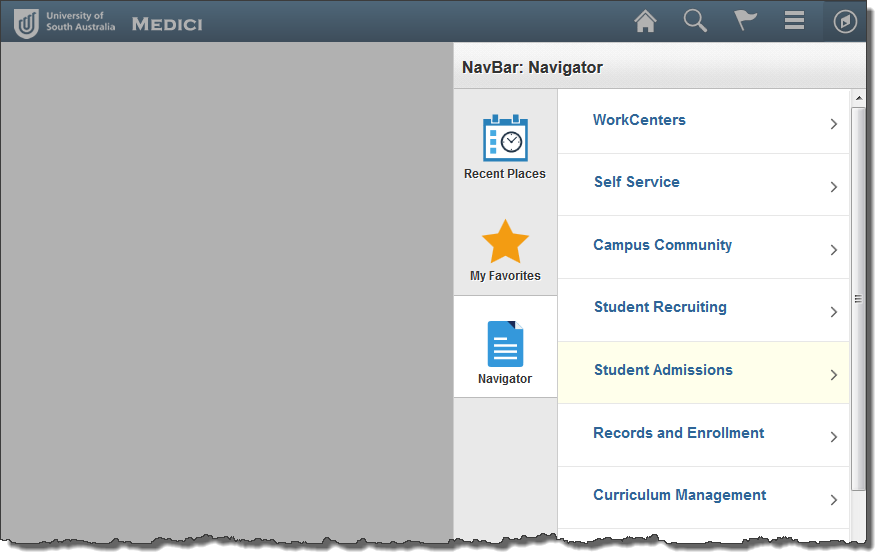 University of
South Australia
MEDICI
NavBar: Navigator
Recent Places
My Favorites
Navigator
WorkCenters
Self Service
Campus Community
Student Recruiting
Student Admissions
Records and Enrollment
Curriculum Management